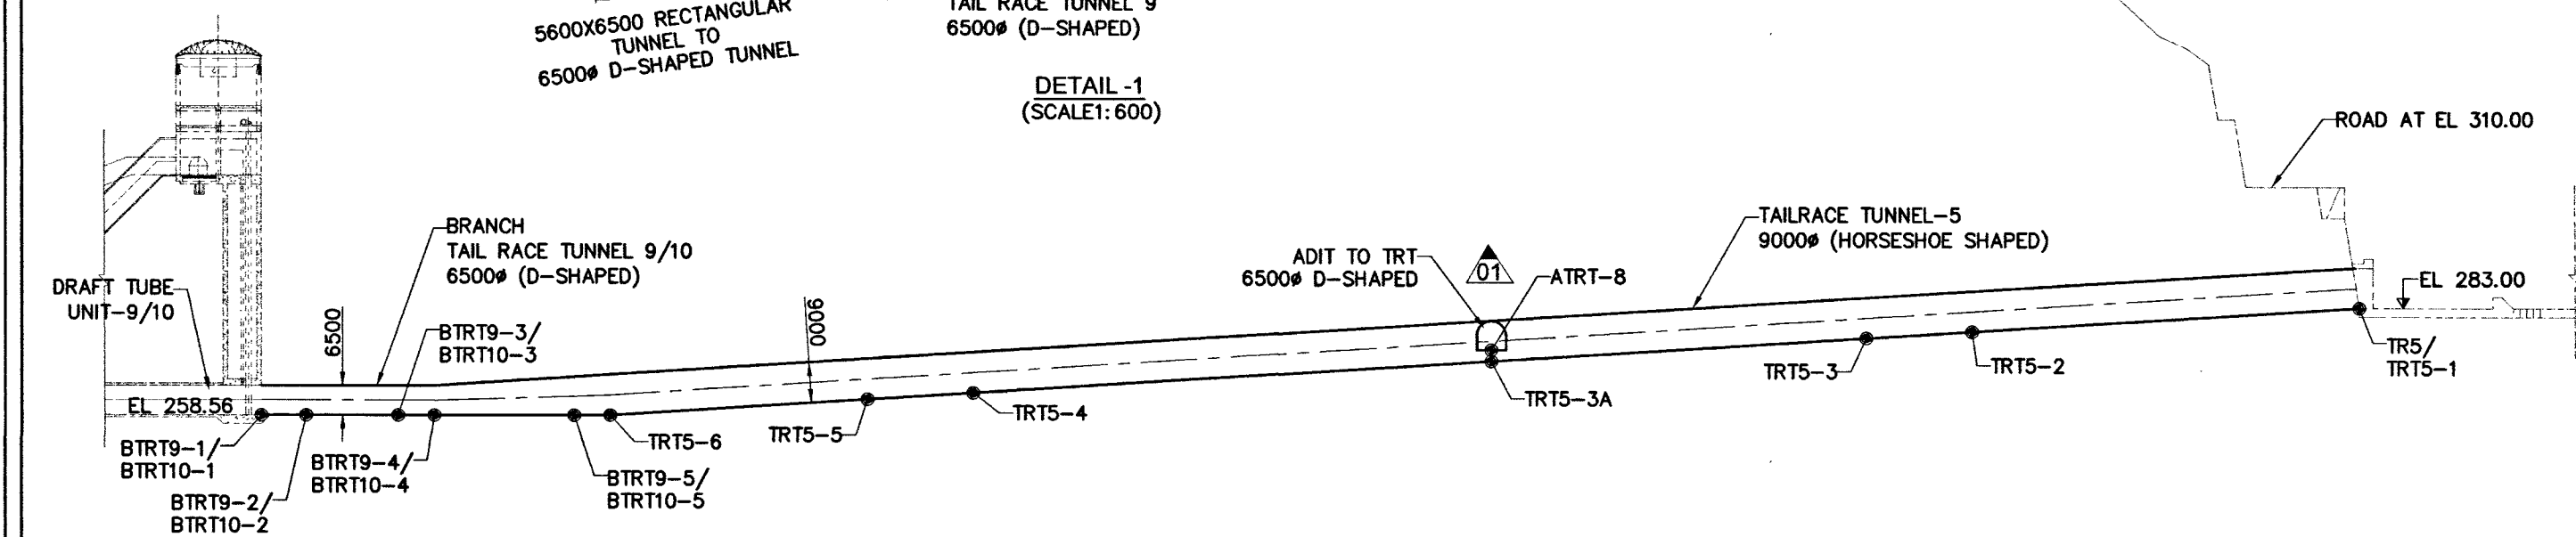 5600X6500 RECTANGULAR
TUNNEL TO
6500ø D-SHAPED TUNNEL
TAIL RACE TUNNEL 9
6500ø (D-SHAPED)
DETAIL -1
(SCALE1:600)
ROAD AT EL 310.00
BRANCH
TAIL RACE TUNNEL 9/10
6500ø (D-SHAPED)
TAILRACE TUNNEL-5
9000ø (HORSESHOE SHAPED)
ADIT TO TRT
6500ø D-SHAPED
01
ATRT-8
EL 283.00
DRAFT TUBE
UNIT-9/10
6500
9000
BTRT9-3/
BTRT10-3
EL 258.56
TR5/
TRT5-1
TRT5-2
TRT5-3
TRT5-3A
TRT5-4
TRT5-5
TRT5-6
BTRT9-1/
BTRT10-1
BTRT9-4/
BTRT10-4
BTRT9-5/
BTRT10-5
BTRT9-2/
BTRT10-2